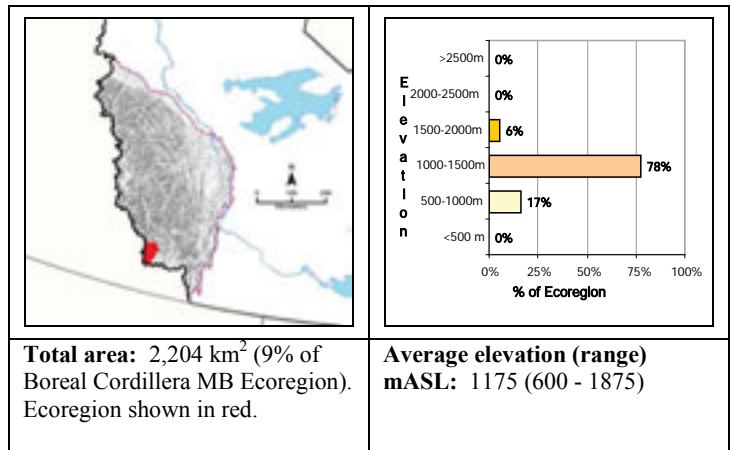 >2500m 0%
2000-2500m 0%
1500-2000m 6%
1000-1500m 78%
500-1000m 17%
<500 m 0%
Elevation
0% 25% 50% 75% 100%
% of Ecoregion
Total area: 2,204 km2 (9% of
Boreal Cordillera MB Ecoregion).
Ecoregion shown in red.
Average elevation (range)
mASL: 1175 (600 - 1875)